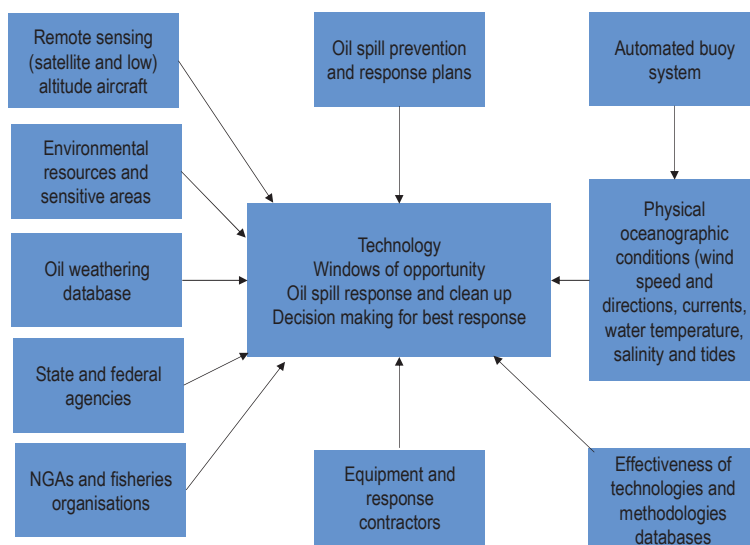 Remote sensing
(satellite and low)
altitude aircraft
Oil spill prevention
and response plans
Automated buoy
system
Environmental
resources and
sensitive areas
Oil weathering
database
State and federal
agencies
NGAs and fisheries
organisations
Technology
Windows of opportunity
Oil spill response and clean up
Decision making for best response
Physical
oceanographic
conditions (wind
speed and
directions, currents,
water temperature,
salinity and tides
Equipment and
response
contractors
Effectiveness of
technologies and
methodologies
databases